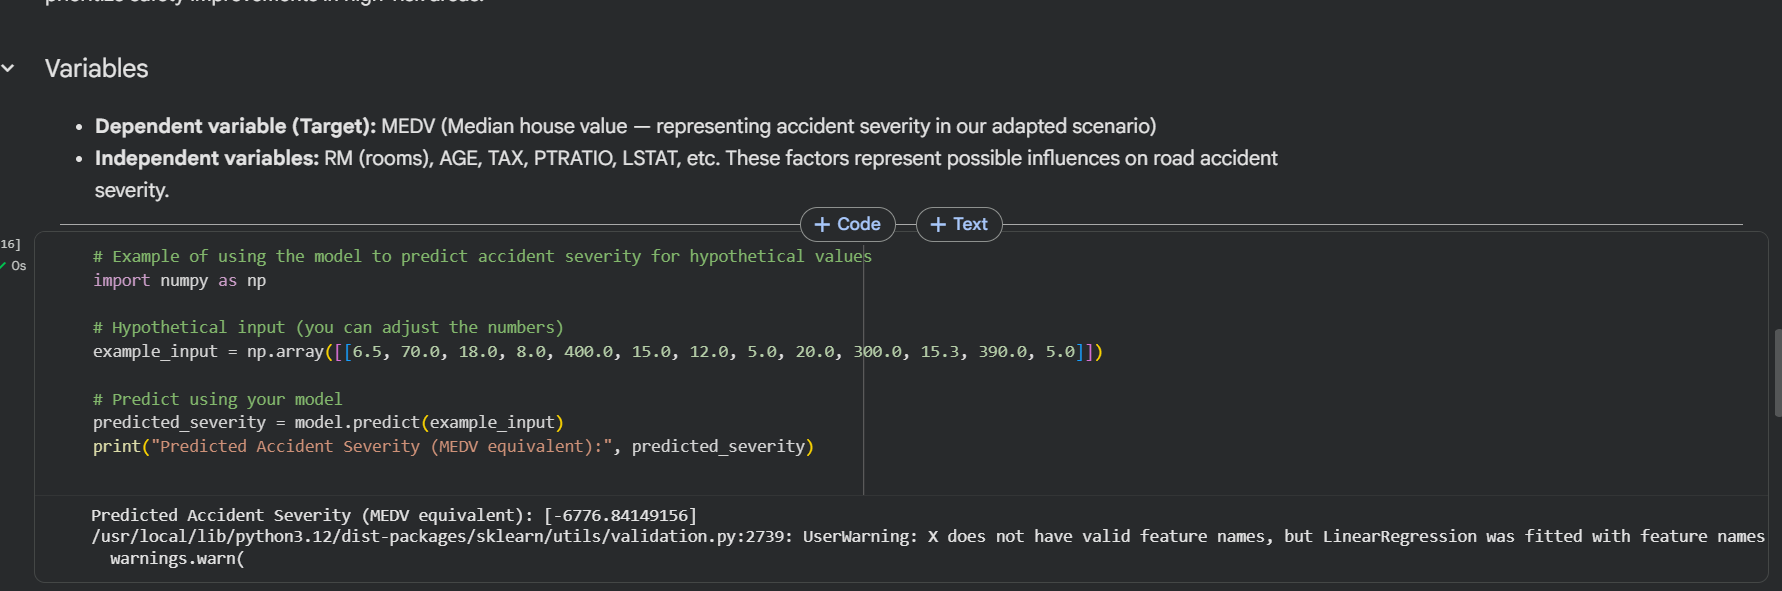 prioritize safety improvements in high-risk areas.
Variables
• Dependent variable (Target): MEDV (Median house value — representing accident severity in our adapted scenario)
• Independent variables: RM (rooms), AGE, TAX, PTRATIO, LSTAT, etc. These factors represent possible influences on road accident
severity.
+ Code + Text
16]
0s
# Example of using the model to predict accident severity for hypothetical values
import numpy as np
# Hypothetical input (you can adjust the numbers)
example_input = np.array([[6.5, 70.0, 18.0, 8.0, 400.0, 15.0, 12.0, 5.0, 20.0, 300.0, 15.3, 390.0, 5.0]])
# Predict using your model
predicted_severity = model.predict(example_input)
print("Predicted Accident Severity (MEDV equivalent):", predicted_severity)
Predicted Accident Severity (MEDV equivalent): [-6776.84149156]
/usr/local/lib/python3.12/dist-packages/sklearn/utils/validation.py:2739: UserWarning: X does not have valid feature names, but LinearRegression was fitted with feature names
warnings.warn(